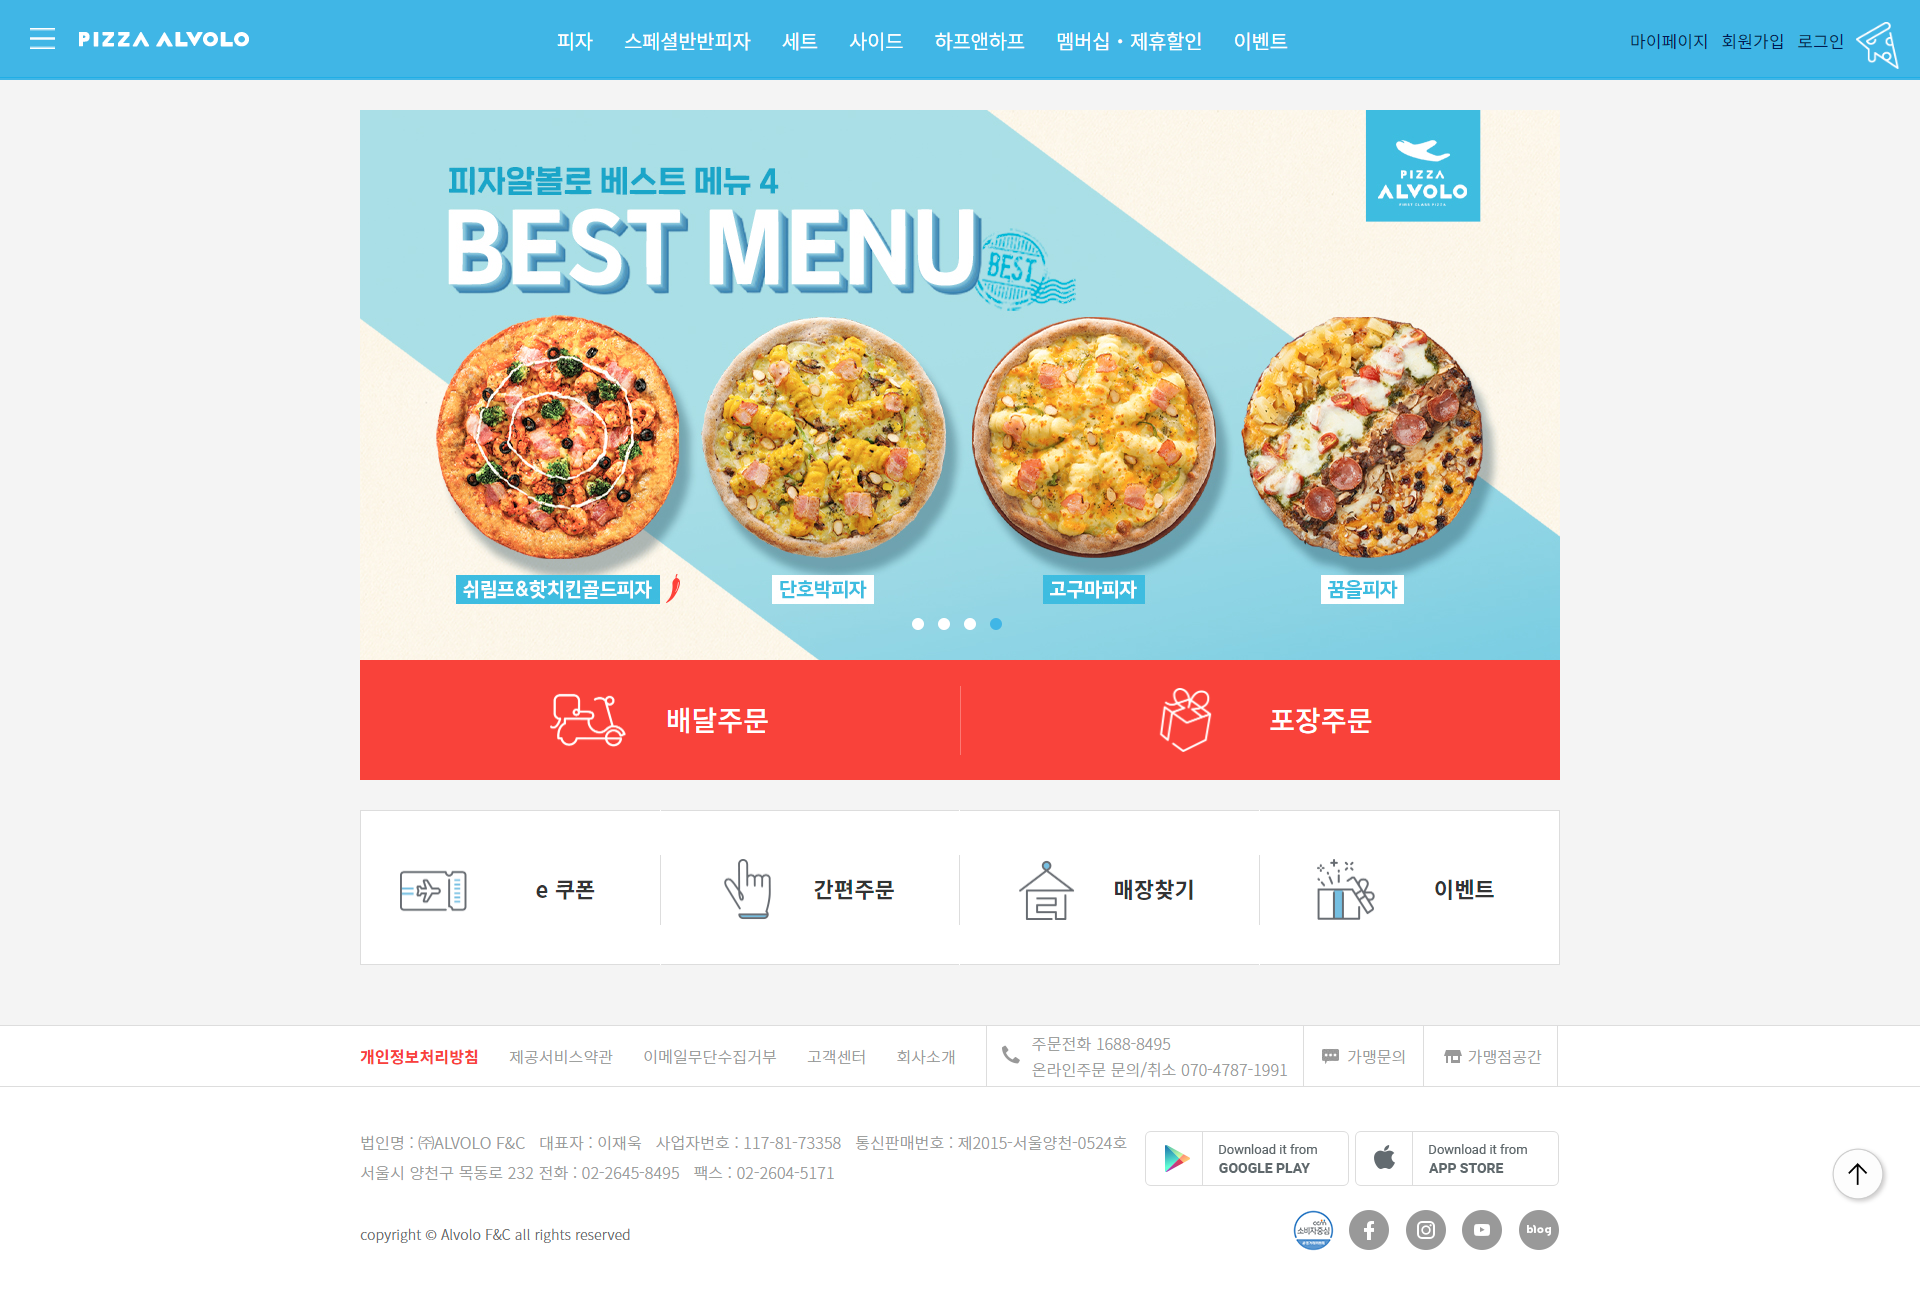 PIZZA ALVOLO
피자 스페셜반반피자 세트 사이드 하프앤하프 멤버십・제휴할인 이벤트
마이페이지 회원가입 로그인
피자알볼로 베스트 메뉴 4
BEST MENU
BEST
PIZZA
ALVOLO
FIRST CLASS PIZZA
쉬림프&핫치킨골드피자
단호박피자
고구마피자
꿈을피자
배달주문
포장주문
e 쿠폰
간편주문
매장찾기
이벤트
개인정보처리방침 제공서비스약관 이메일무단수집거부 고객센터 회사소개
주문전화 1688-8495
온라인주문 문의/취소 070-4787-1991
가맹문의
가맹점공간
법인명 : ㈜ALVOLO F&C 대표자 : 이재욱 사업자번호 : 117-81-73358 통신판매번호 : 제2015-서울양천-0524호
서울시 양천구 목동로 232 전화 : 02-2645-8495 팩스 : 02-2604-5171
Download it from
GOOGLE PLAY
Download it from
APP STORE
copyright © Alvolo F&C all rights reserved
ccm
소비자중심
blog